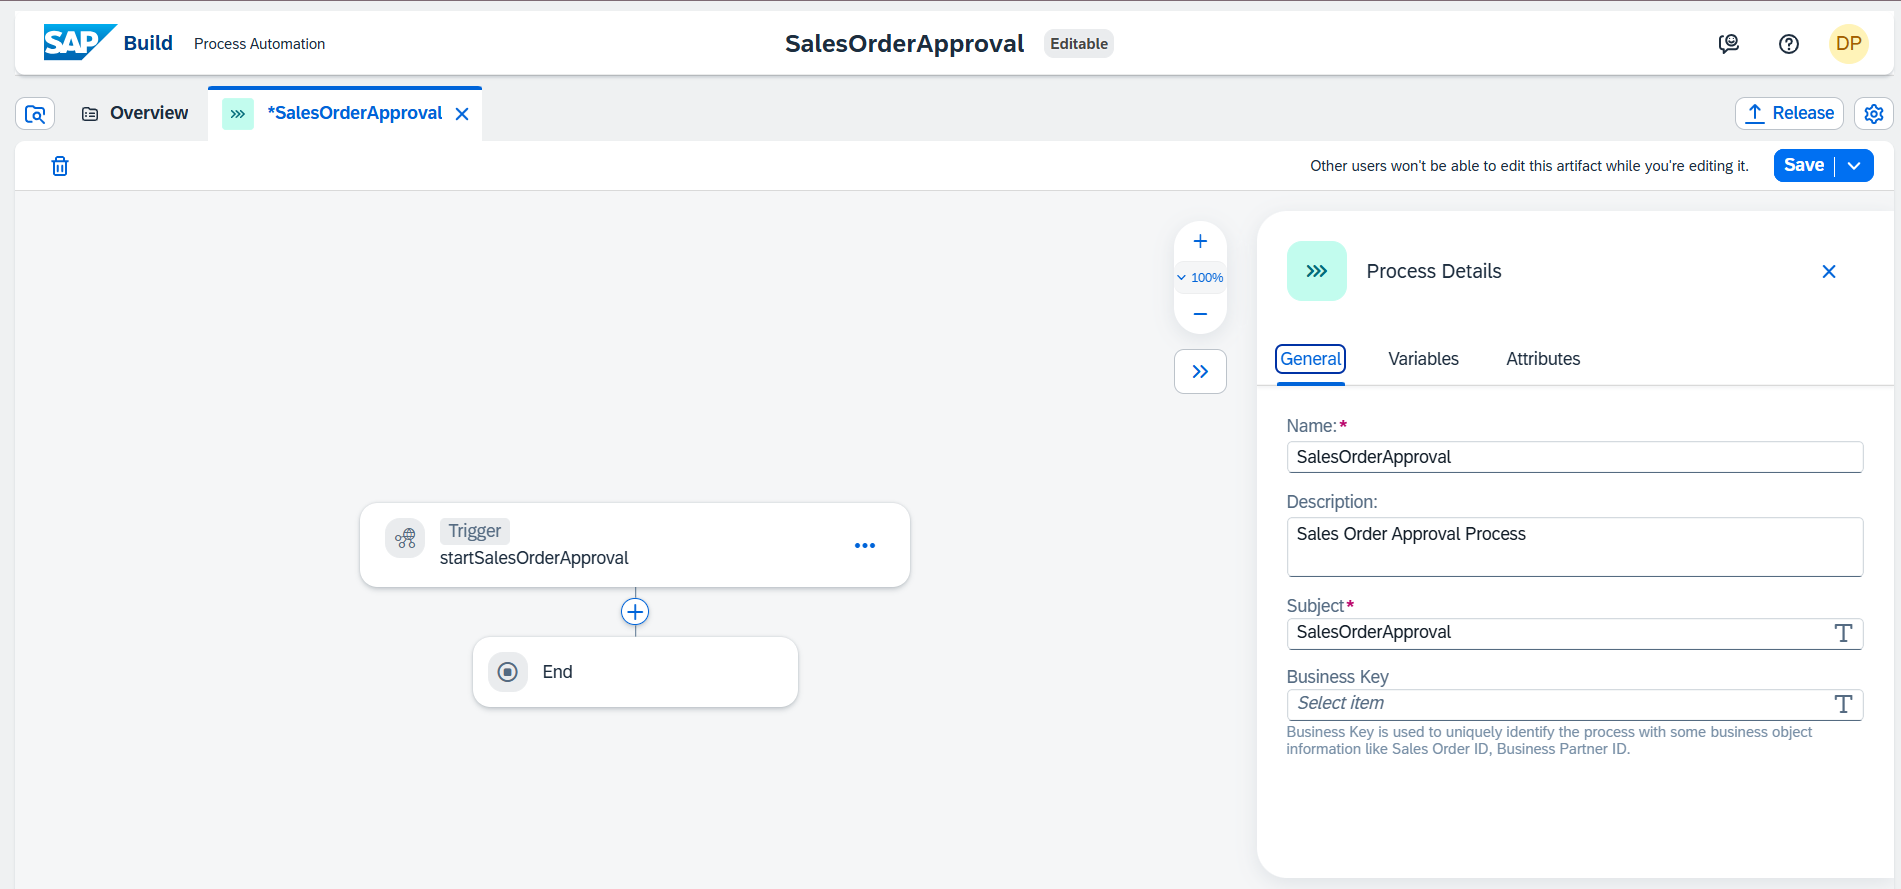 SAP Build Process Automation
SalesOrderApproval Editable
DP
Overview
*SalesOrderApproval
Release
Other users won't be able to edit this artifact while you're editing it.
Save
100%
Process Details
General Variables Attributes
Name:*
SalesOrderApproval
Description:
Sales Order Approval Process
Subject*
SalesOrderApproval
Business Key
Select item
Business Key is used to uniquely identify the process with some business object
information like Sales Order ID, Business Partner ID.
Trigger
startSalesOrderApproval
End